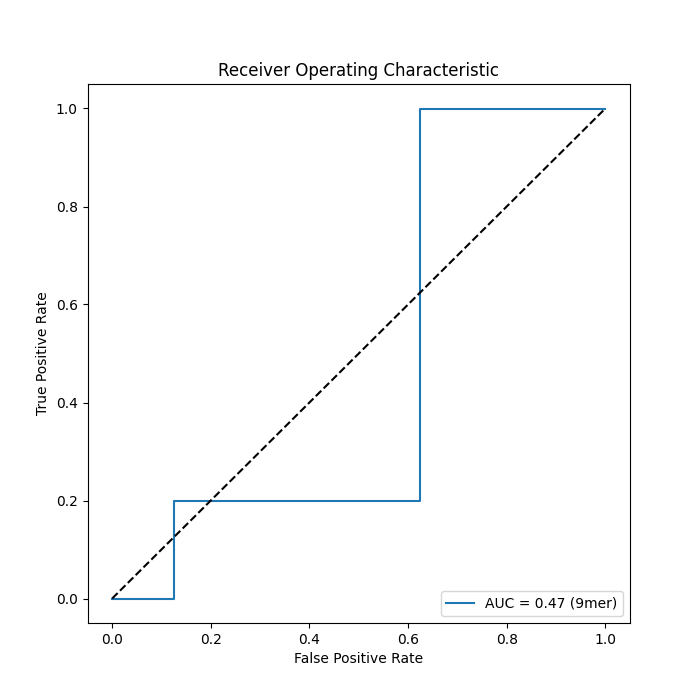 Receiver Operating Characteristic
1.0
0.8
0.6
0.4
0.2
0.0
True Positive Rate
AUC = 0.47 (9mer)
0.0 0.2 0.4 0.6 0.8 1.0
False Positive Rate